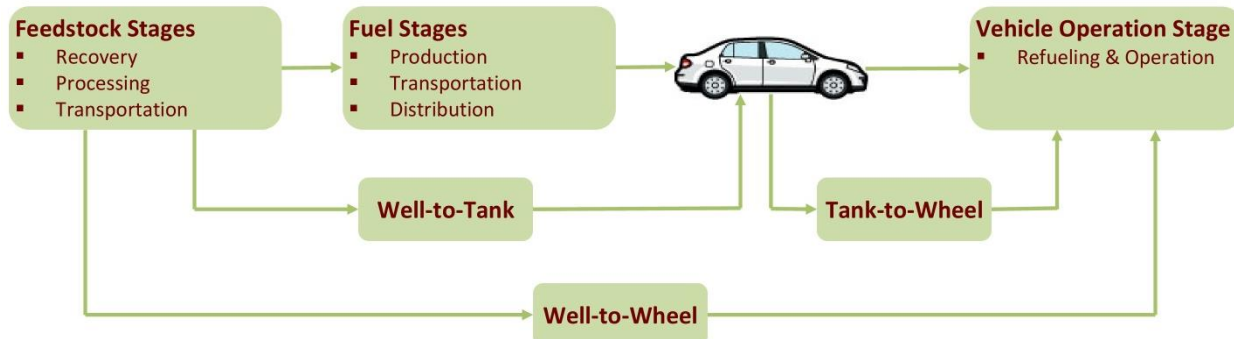 Feedstock Stages
▪ Recovery
▪ Processing
▪ Transportation
Fuel Stages
▪ Production
▪ Transportation
▪ Distribution
Vehicle Operation Stage
▪ Refueling & Operation
Well-to-Tank
Tank-to-Wheel
Well-to-Wheel